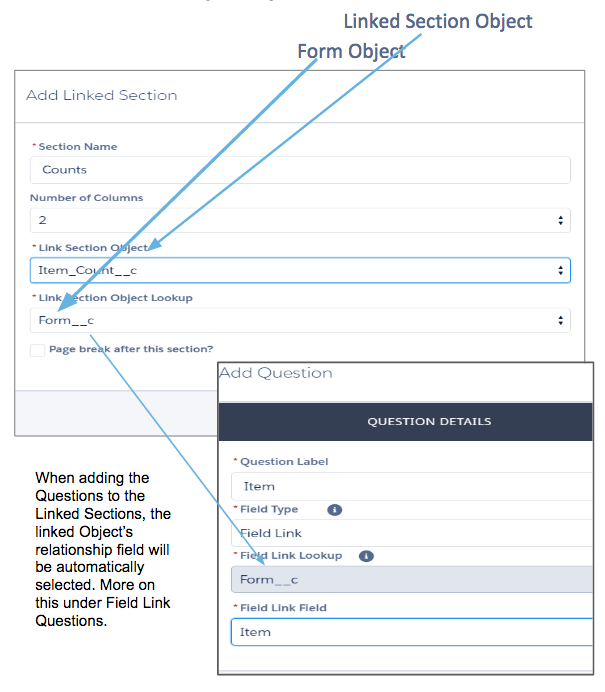 Linked Section Object
Form Object
Add Linked Section
* Section Name
Counts
Number of Columns
2
* Link Section Object
Item_Count__c
* Link Section Object Lookup
Form__c
Page break after this section?
Add Question
QUESTION DETAILS
* Question Label
Item
* Field Type
Field Link
* Field Link Lookup
Form__c
* Field Link Field
Item
When adding the
Questions to the
Linked Sections, the
linked Object's
relationship field will
be automatically
selected. More on
this under Field Link
Questions.